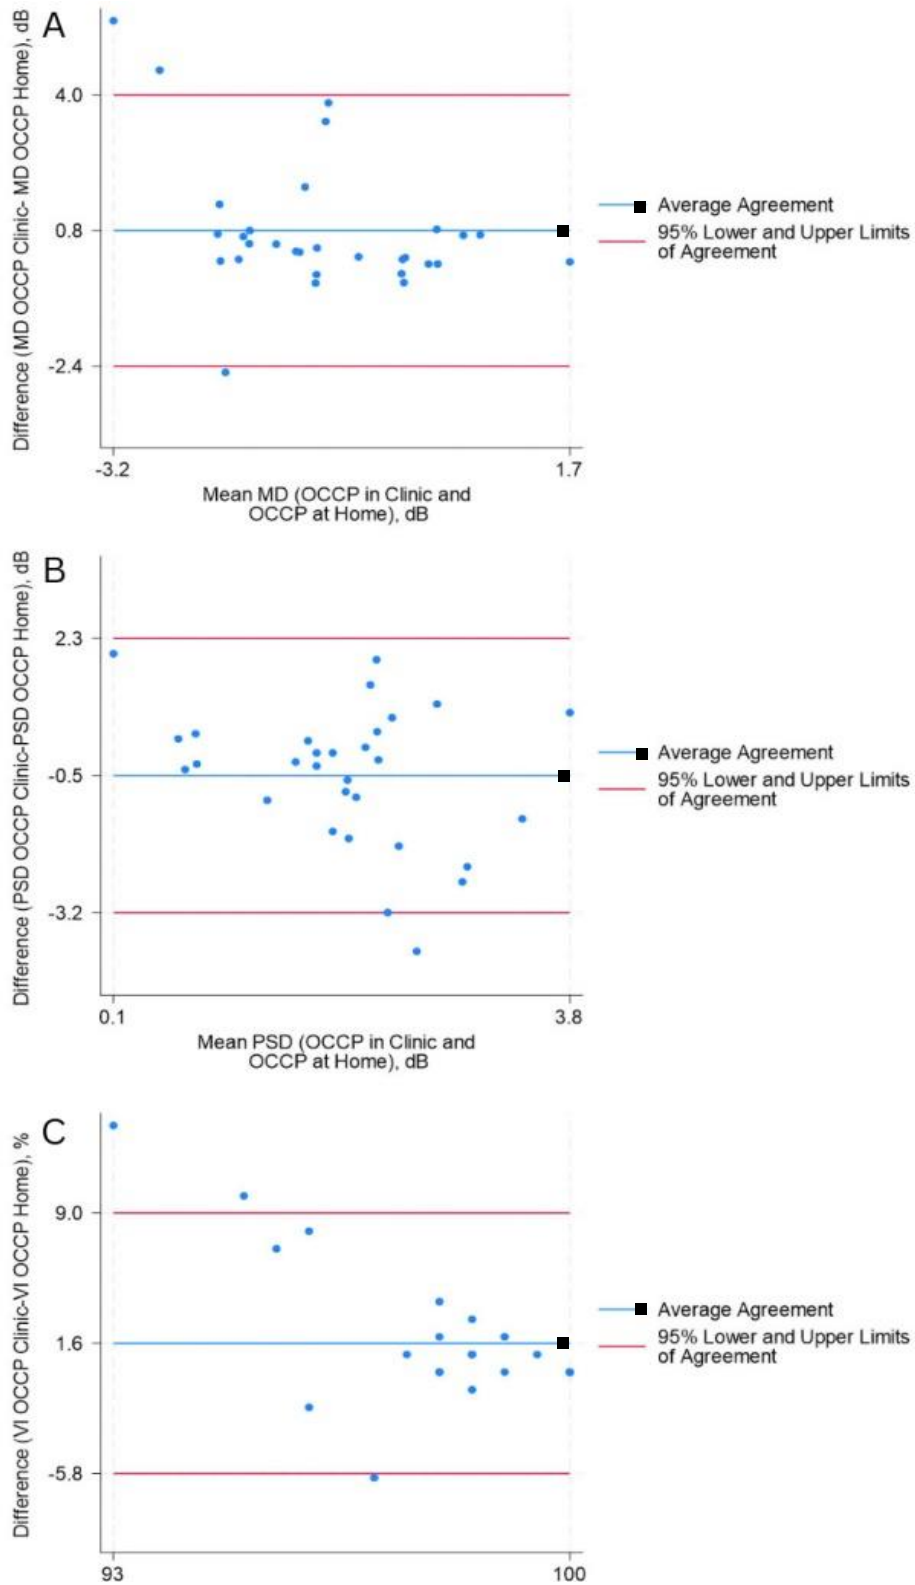 A
Difference (MD OCCP Clinic- MD OCCP Home), dB
4.0
0.8
-2.4
-3.2
1.7
Mean MD (OCCP in Clinic and
OCCP at Home), dB
Average Agreement
95% Lower and Upper Limits
of Agreement
B
Difference (PSD OCCP Clinic-PSD OCCP Home), dB
2.3
-0.5
-3.2
0.1
3.8
Mean PSD (OCCP in Clinic and
OCCP at Home), dB
Average Agreement
95% Lower and Upper Limits
of Agreement
C
Difference (VI OCCP Clinic-VI OCCP Home), %
9.0
1.6
-5.8
93
100
Average Agreement
95% Lower and Upper Limits
of Agreement